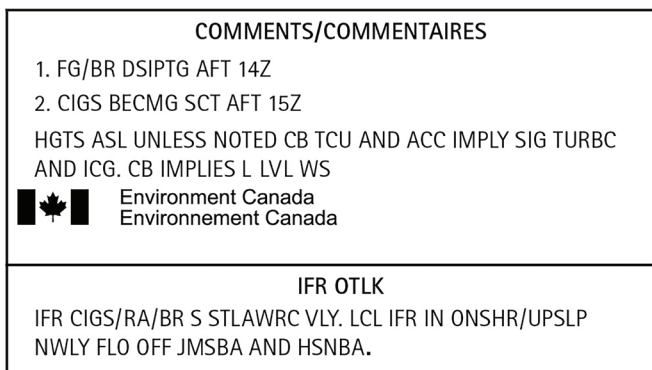 COMMENTS/COMMENTAIRES
1. FG/BR DSIPTG AFT 14Z
2. CIGS BECMG SCT AFT 15Z
HGTS ASL UNLESS NOTED CB TCU AND ACC IMPLY SIG TURBC
AND ICG. CB IMPLIES L LVL WS
Environment Canada
Environnement Canada
IFR OTLK
IFR CIGS/RA/BR S STLAWRC VLY. LCL IFR IN ONSHR/UPSLP
NWLY FLO OFF JMSBA AND HSNBA.